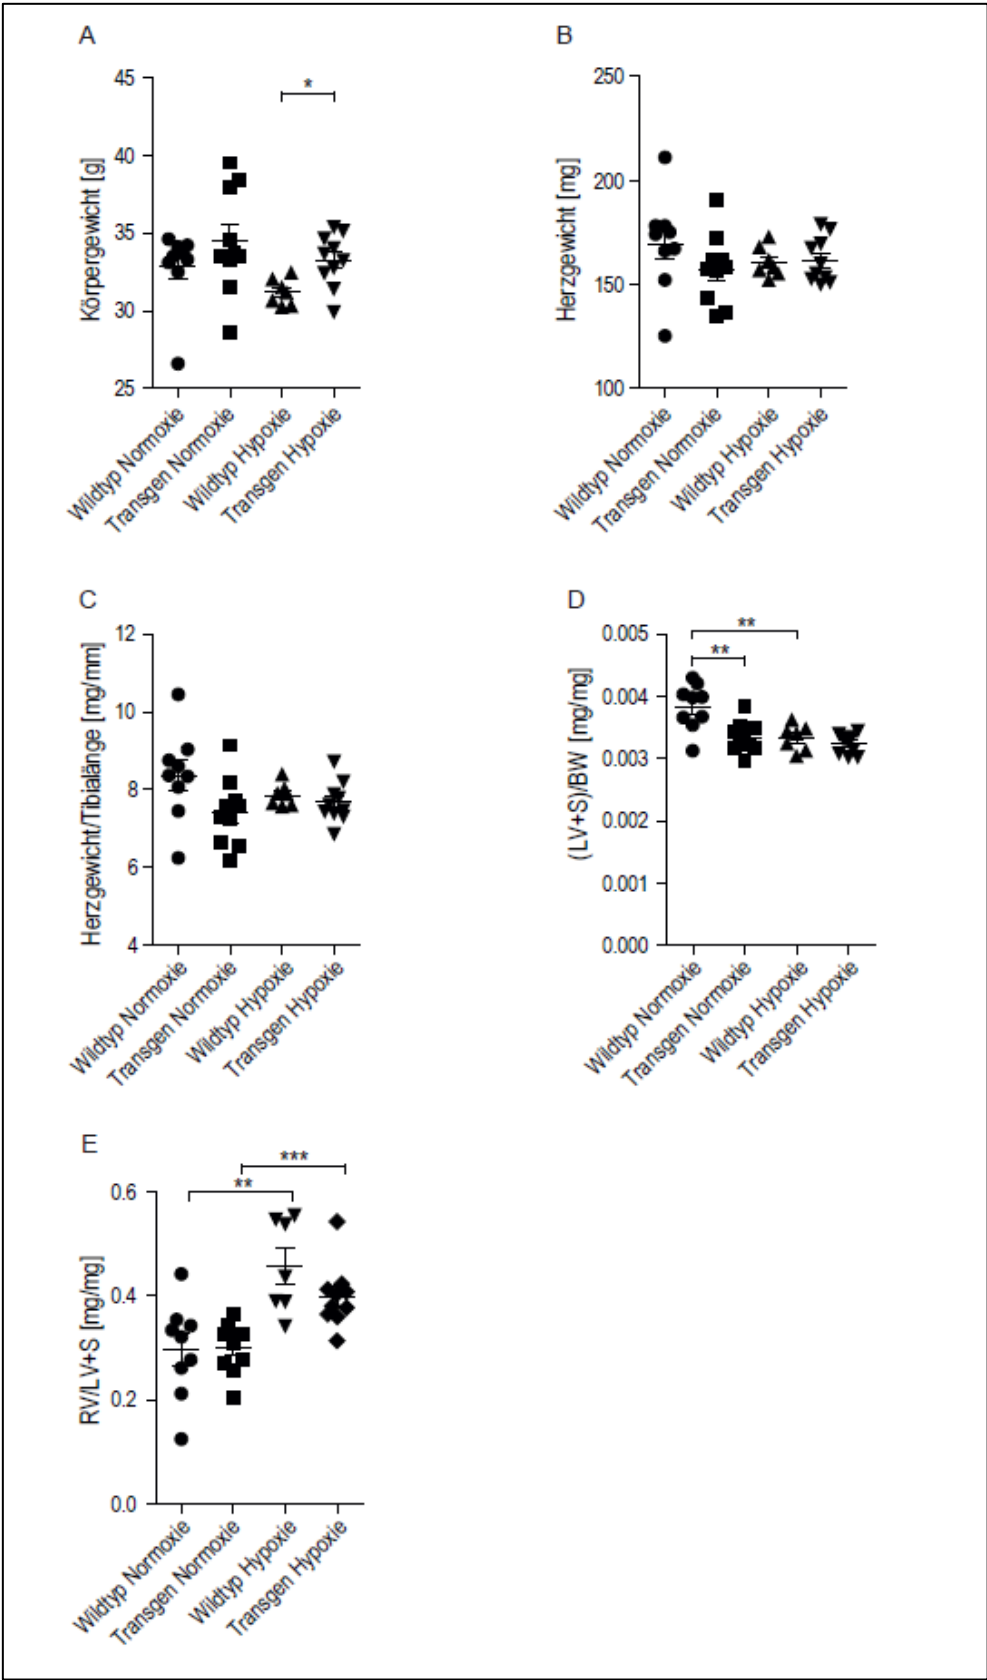 A
45
40
35
30
25
Körpergewicht [g]
*
Wildtyp Normoxie
Transgen Normoxie
Wildtyp Hypoxie
Transgen Hypoxie
B
250
200
150
100
Herzgewicht [mg]
Wildtyp Normoxie
Transgen Normoxie
Wildtyp Hypoxie
Transgen Hypoxie
C
12
10
8
6
4
Herzgewicht/Tibialänge [mg/mm]
Wildtyp Normoxie
Transgen Normoxie
Wildtyp Hypoxie
Transgen Hypoxie
D
0.005
0.004
0.003
0.002
0.001
0.000
(LV+S)/BW [mg/mg]
**
**
Wildtyp Normoxie
Transgen Normoxie
Wildtyp Hypoxie
Transgen Hypoxie
E
0.6
0.4
0.2
0.0
RV/LV+S [mg/mg]
***
**
Wildtyp Normoxie
Transgen Normoxie
Wildtyp Hypoxie
Transgen Hypoxie